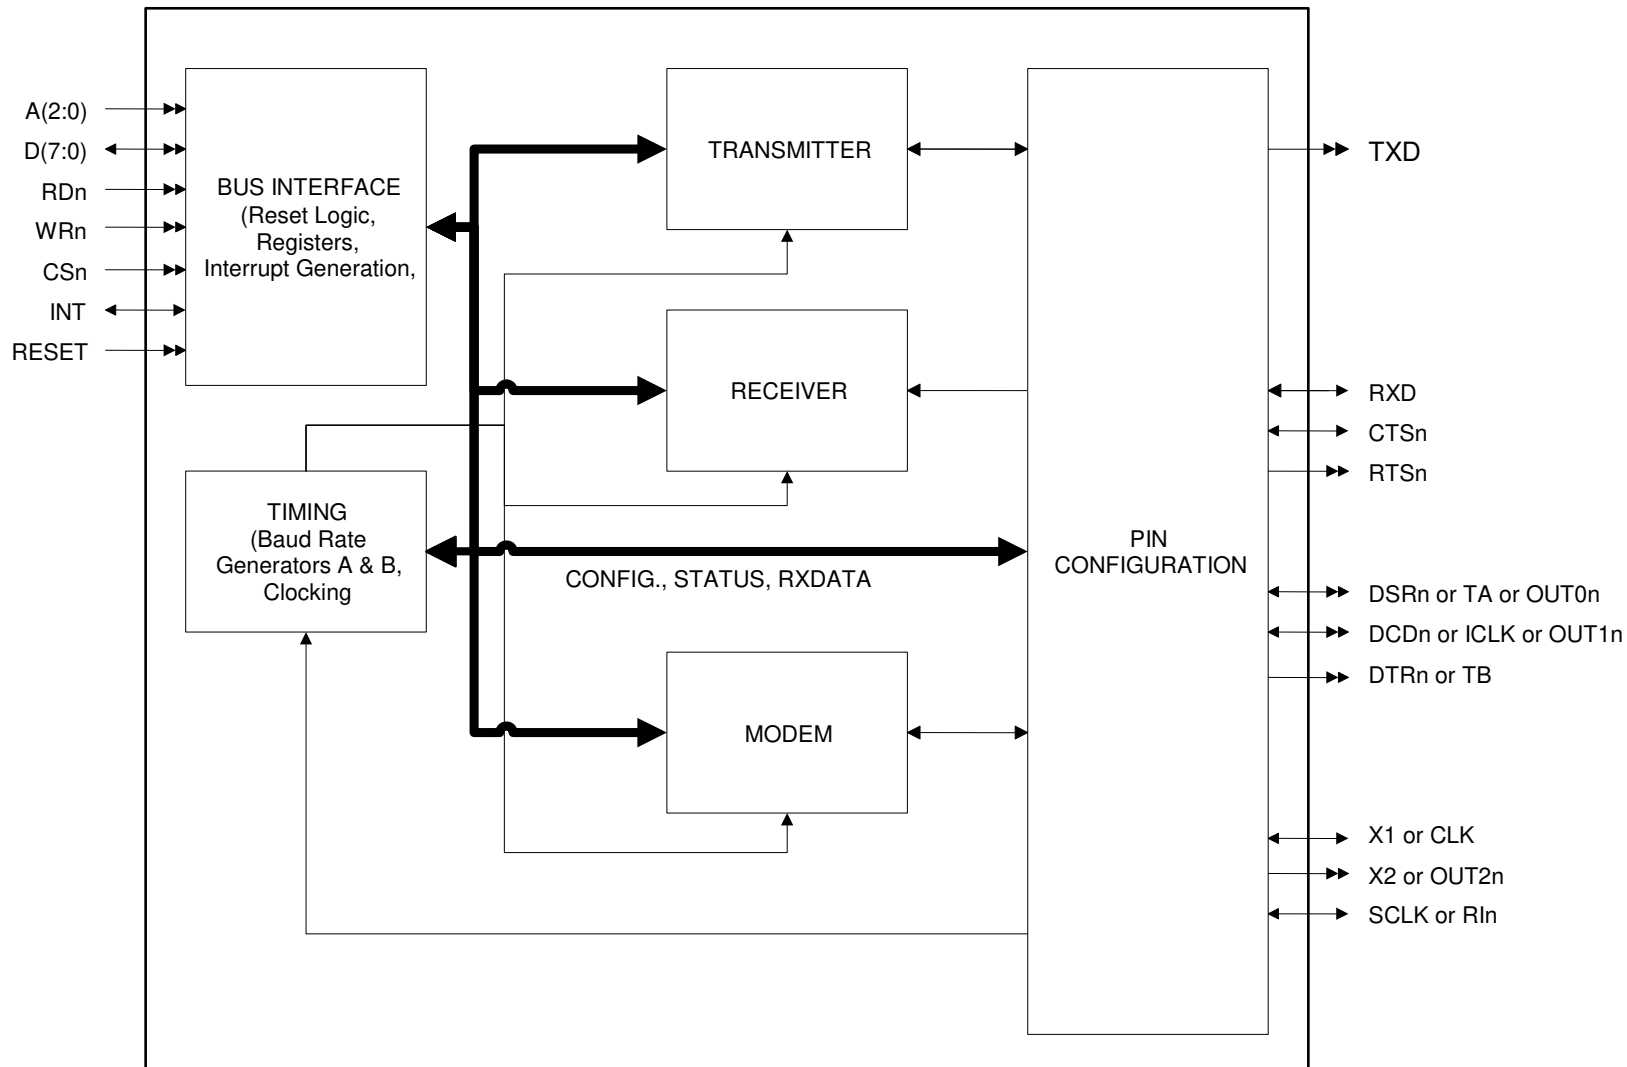 A(2:0)
D(7:0)
RDn
WRn
CSn
INT
RESET
BUS INTERFACE
(Reset Logic,
Registers,
Interrupt Generation,
TIMING
(Baud Rate
Generators A & B,
Clocking
TRANSMITTER
RECEIVER
CONFIG., STATUS, RXDATA
MODEM
PIN
CONFIGURATION
TXD
RXD
CTSn
RTSn
DSRn or TA or OUT0n
DCDn or ICLK or OUT1n
DTRn or TB
X1 or CLK
X2 or OUT2n
SCLK or RIn